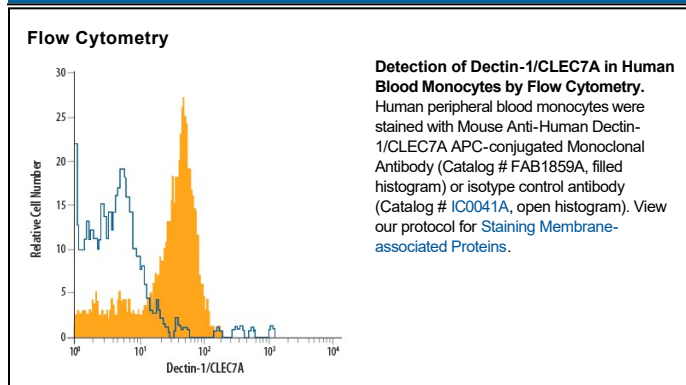 Flow Cytometry
30
25
20
15
10
5
0
Relative Cell Number
10⁰ 10¹ 10² 10³ 10⁴
Dectin-1/CLEC7A
Detection of Dectin-1/CLEC7A in Human
Blood Monocytes by Flow Cytometry.
Human peripheral blood monocytes were
stained with Mouse Anti-Human Dectin-
1/CLEC7A APC-conjugated Monoclonal
Antibody (Catalog # FAB1859A, filled
histogram) or isotype control antibody
(Catalog # IC0041A, open histogram). View
our protocol for Staining Membrane-
associated Proteins.